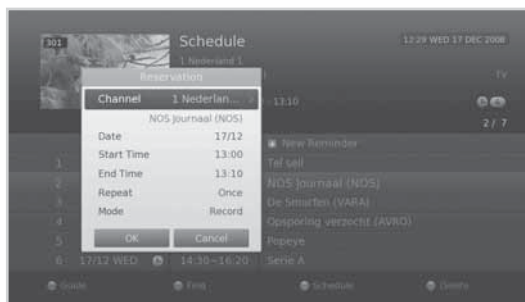 301
Schedule
12:29 WED 17 DEC 2008
1 Nederland 1
TV
Reservation
Channel 1 Nederlan...
- 13:10
NOS Journaal (NOS)
2/ 7
Date 17/12
New Reminder
Start Time 13:00
1 Tel sell
End Time 13:10
2 NOS Journaal (NOS)
Repeat Once
3 De Smurfen (VARA)
Mode Record
4 Opsporing verzocht (AVRO)
OK Cancel
5 Popeye
6 17/12 WED 14:30~16:20 Serie A
Guide Find Schedule Delete